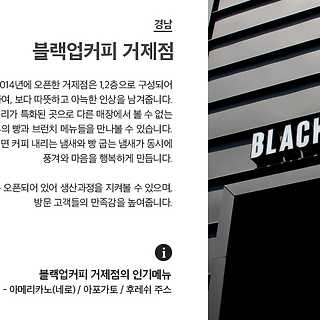 경남
블랙업커피 거제점
014년에 오픈한 거제점은 1,2층으로 구성되어
여, 보다 따뜻하고 아늑한 인상을 남겨줍니다.
리가 특화된 곳으로 다른 매장에서 볼 수 없는
의 빵과 브런치 메뉴들을 만나볼 수 있습니다.
면 커피 내리는 냄새와 빵 굽는 냄새가 동시에
풍겨와 마음을 행복하게 만듭니다.
오픈되어 있어 생산과정을 지켜볼 수 있으며,
방문 고객들의 만족감을 높여줍니다.
i
블랙업커피 거제점의 인기메뉴
- 아메리카노(네로) / 아포가토 / 후레쉬 주스
BLACK